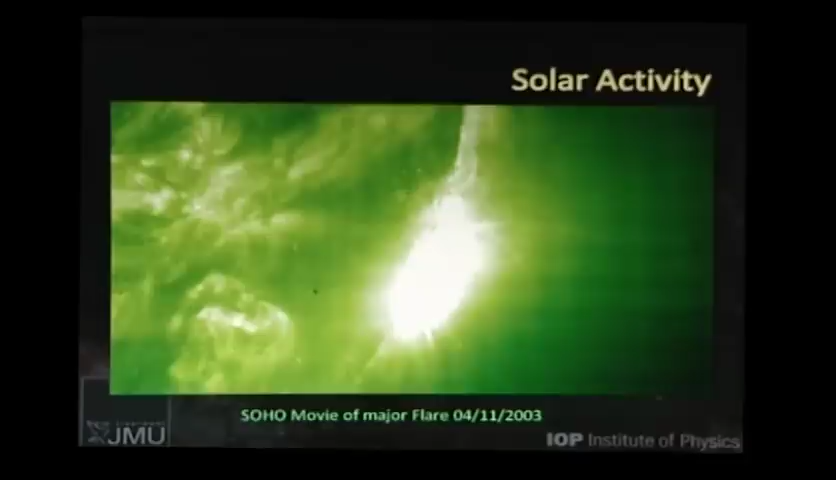 Solar Activity
SOHO Movie of major Flare 04/11/2003
JMU
IOP Institute of Physics